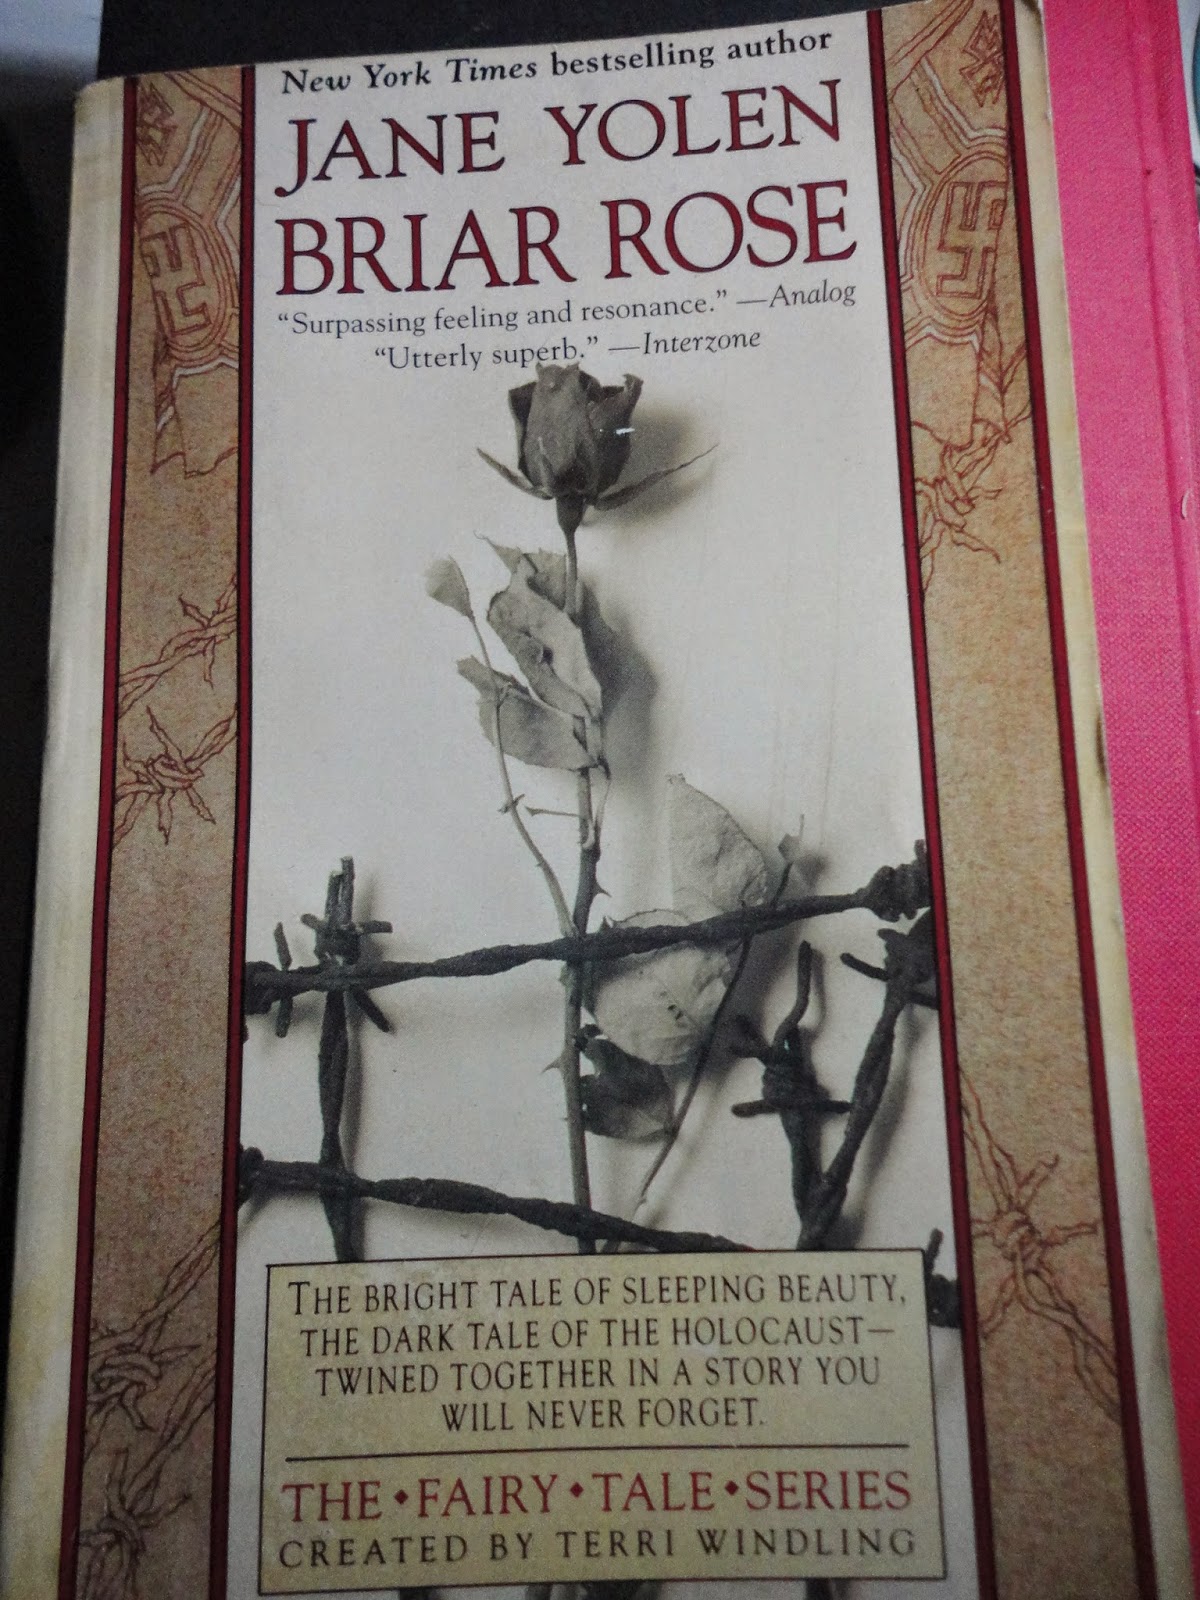 New York Times bestselling author
JANE YOLEN
BRIAR ROSE
“Surpassing feeling and resonance.” —Analog
“Utterly superb.” —Interzone
THE BRIGHT TALE OF SLEEPING BEAUTY,
THE DARK TALE OF THE HOLOCAUST—
TWINED TOGETHER IN A STORY YOU
WILL NEVER FORGET.
THE•FAIRY•TALE•SERIES
CREATED BY TERRI WINDLING